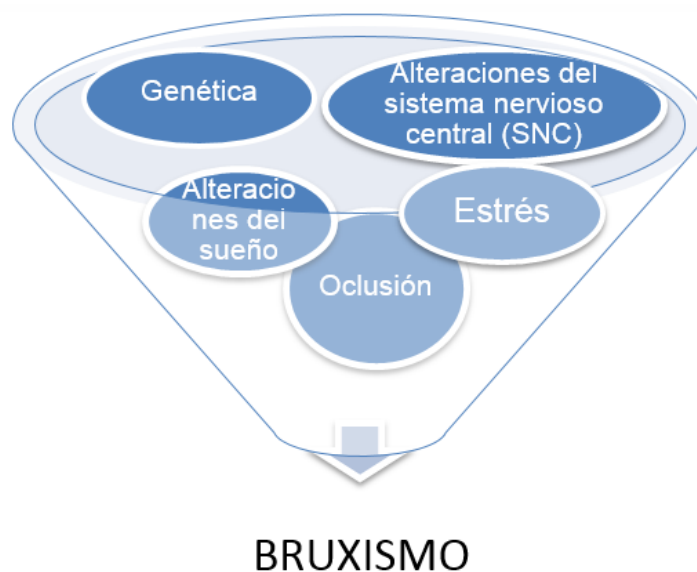 Genética
Alteraciones del
sistema nervioso
central (SNC)
Alteracio
nes del
sueño
Estrés
Oclusión
BRUXISMO